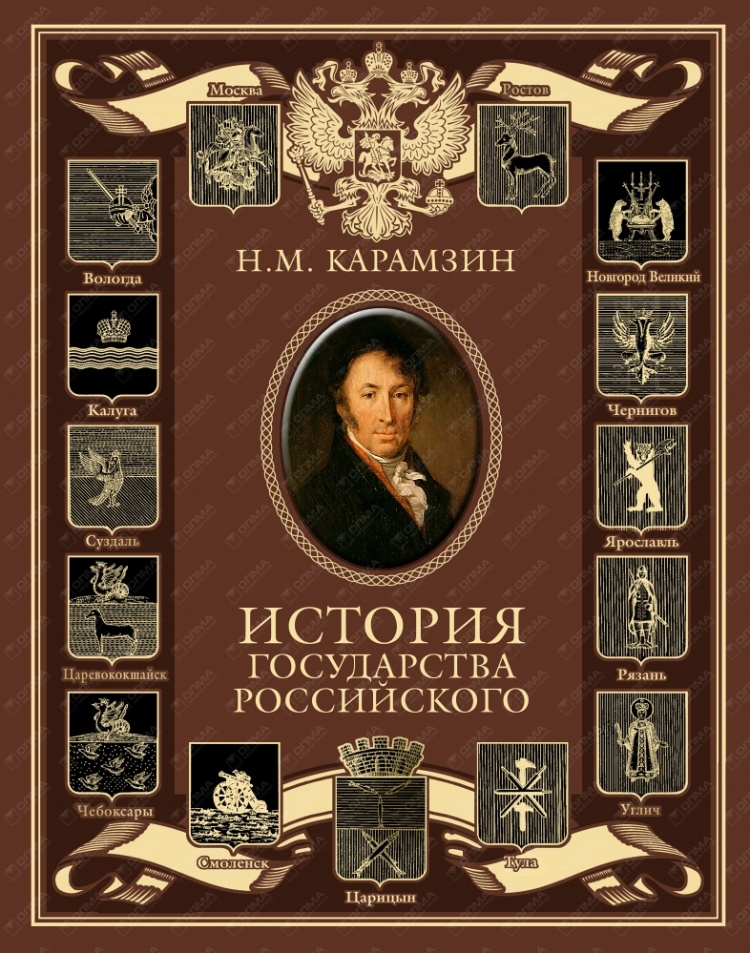 Москва
Ростов
Н.М. КАРАМЗИН
Вологда
Новгород Великий
Калуга
Чернигов
Суздаль
Ярославль
ИСТОРИЯ
ГОСУДАРСТВА
РОССИЙСКОГО
Царевококшайск
Рязань
Чебоксары
Углич
Смоленск
Тула
Царицын
ОЛМА